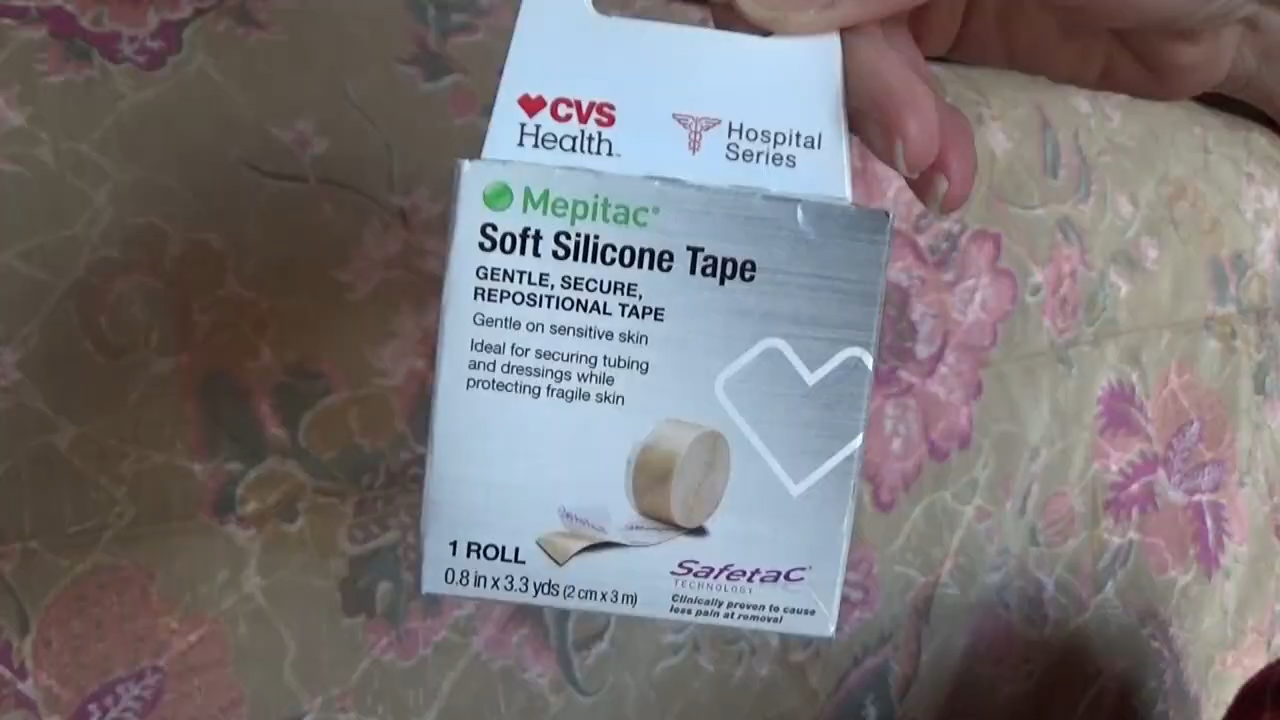 CVS
Health™
Hospital
Series
Mepitac®
Soft Silicone Tape
GENTLE, SECURE,
REPOSITIONAL TAPE
Gentle on sensitive skin
Ideal for securing tubing
and dressings while
protecting fragile skin
1 ROLL
0.8 in x 3.3 yds (2 cm x 3 m)
Safetac®
TECHNOLOGY
Clinically proven to cause
less pain at removal